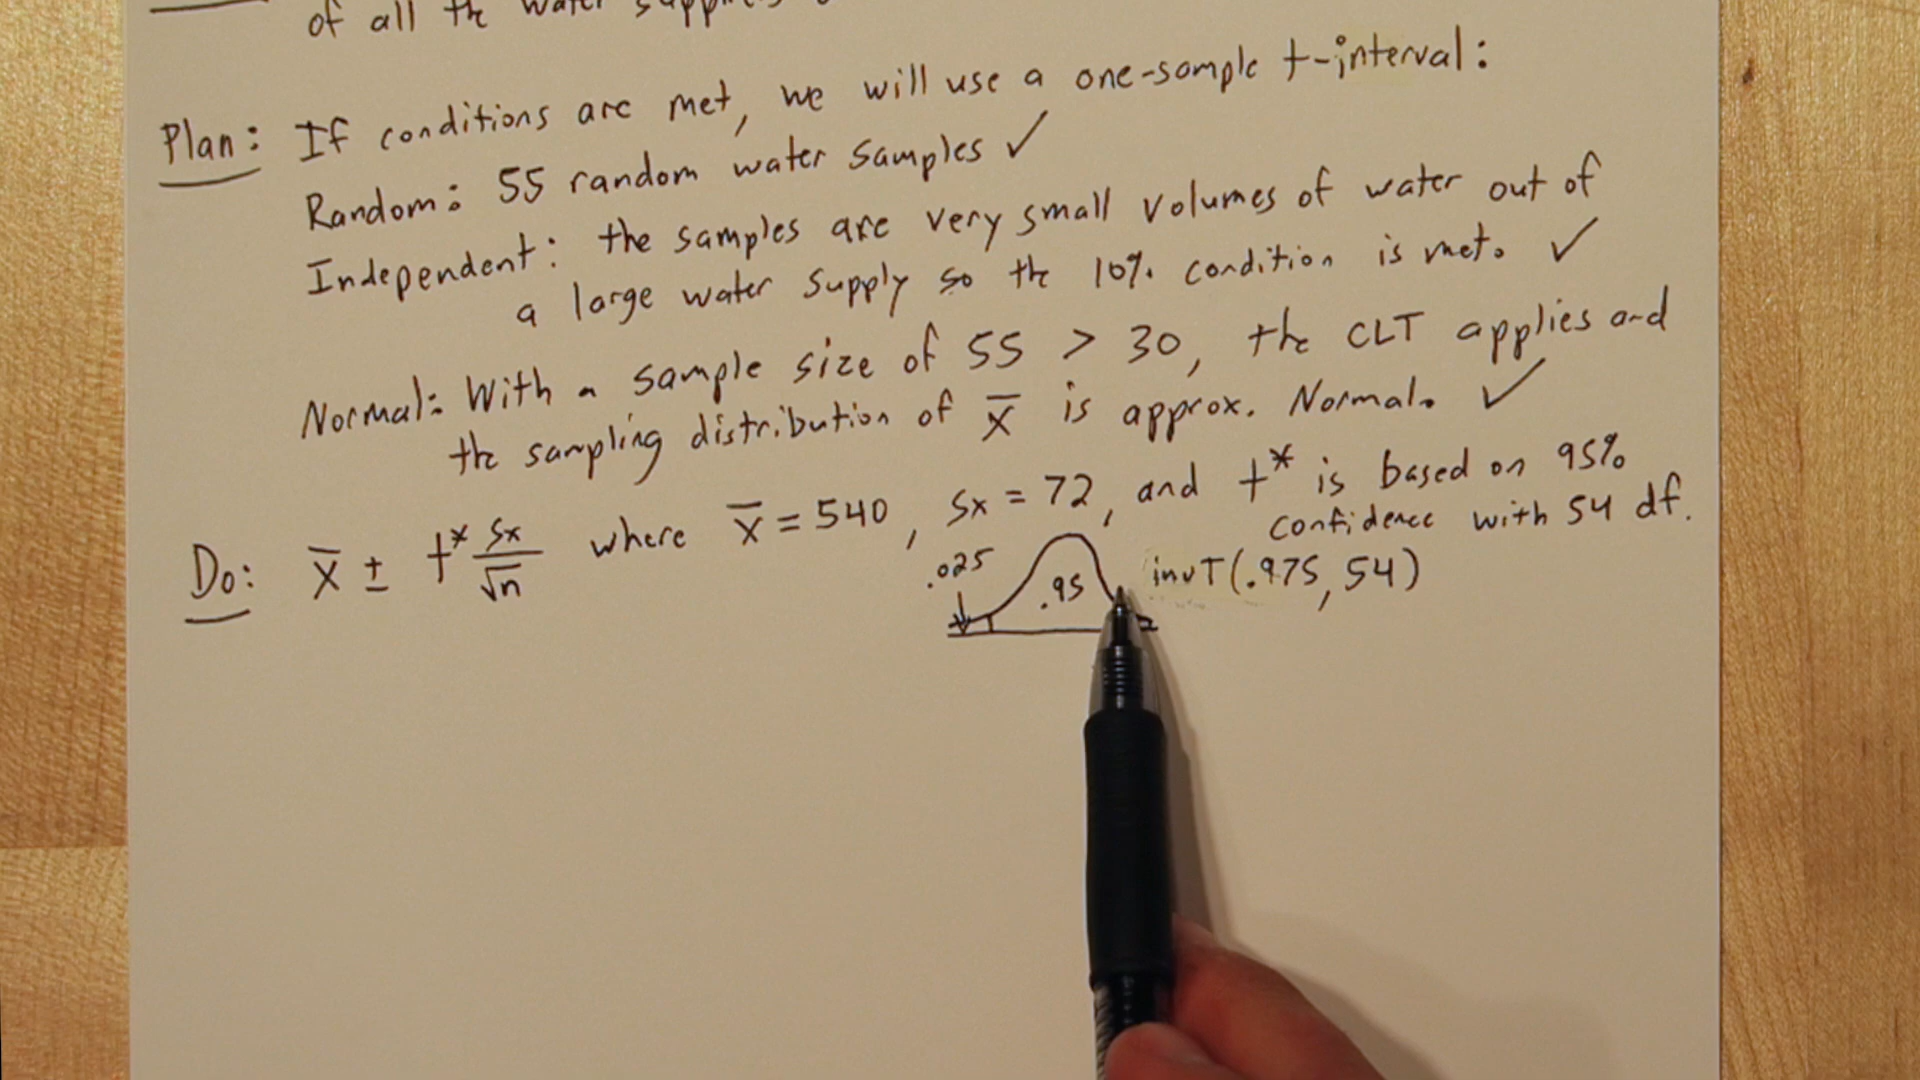 of all the water
Plan: If conditions are met, we will use a one-sample t-interval:
Random: 55 random water samples ✓
Independent: the samples are very small volumes of water out of
a large water supply so the 10% condition is met. ✓
Normal: With a sample size of 55 > 30, the CLT applies and
the sampling distribution of x̄ is approx. Normal. ✓
Do: x̄ ± t* sx/√n where x̄ = 540, sx = 72, and t* is based on 95%
confidence with 54 df.
.025 .95 invT(.975, 54)